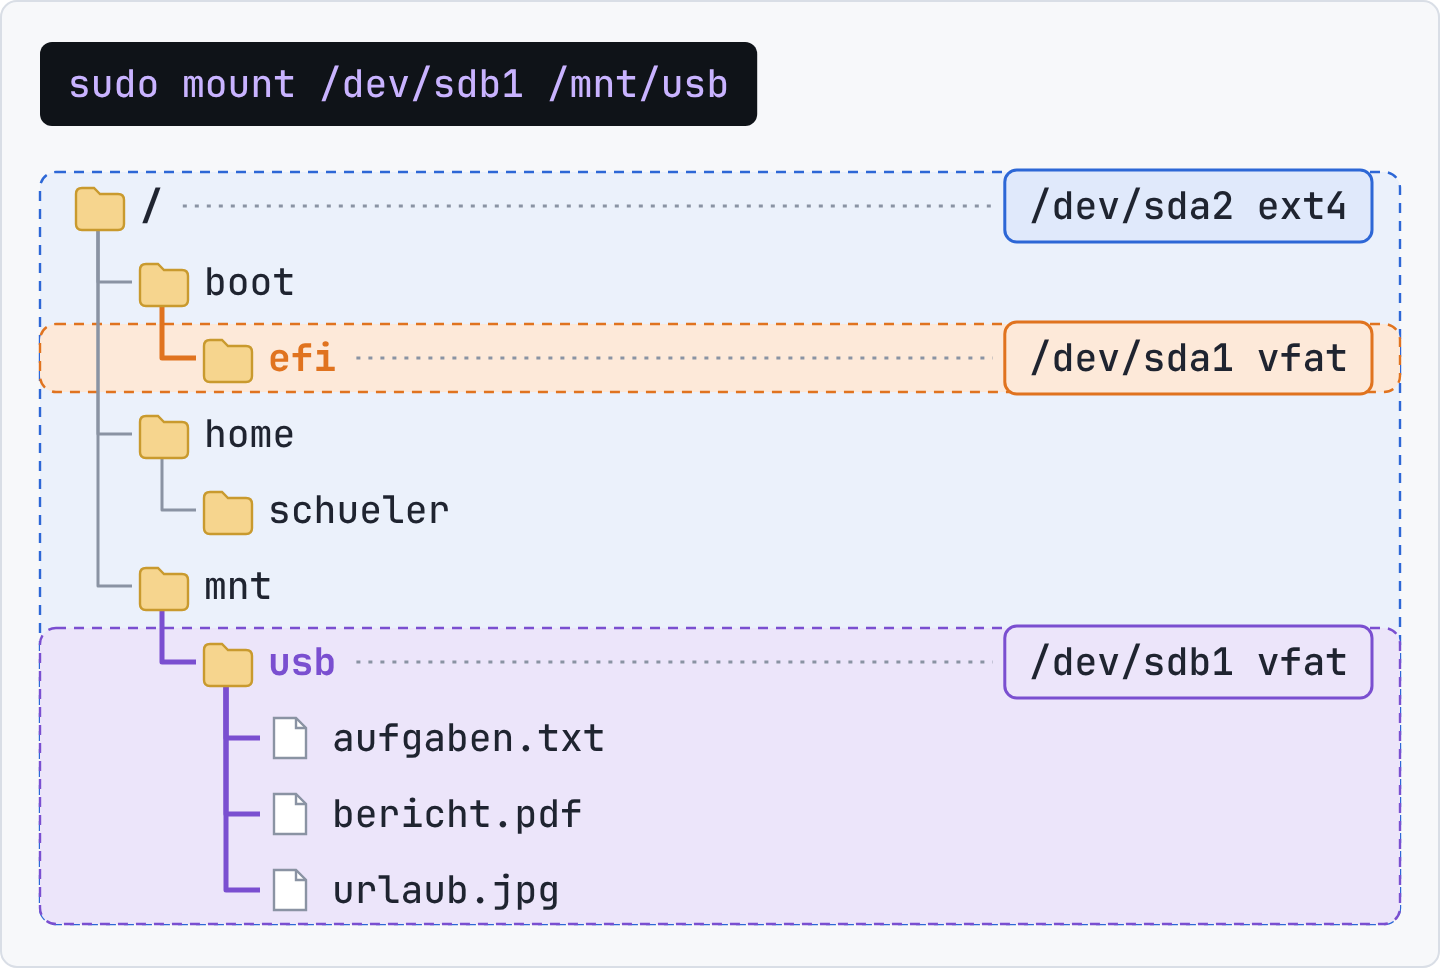 sudo mount /dev/sdb1 /mnt/usb
/ /dev/sda2 ext4
boot
efi /dev/sda1 vfat
home
schueler
mnt
usb /dev/sdb1 vfat
aufgaben.txt
bericht.pdf
urlaub.jpg